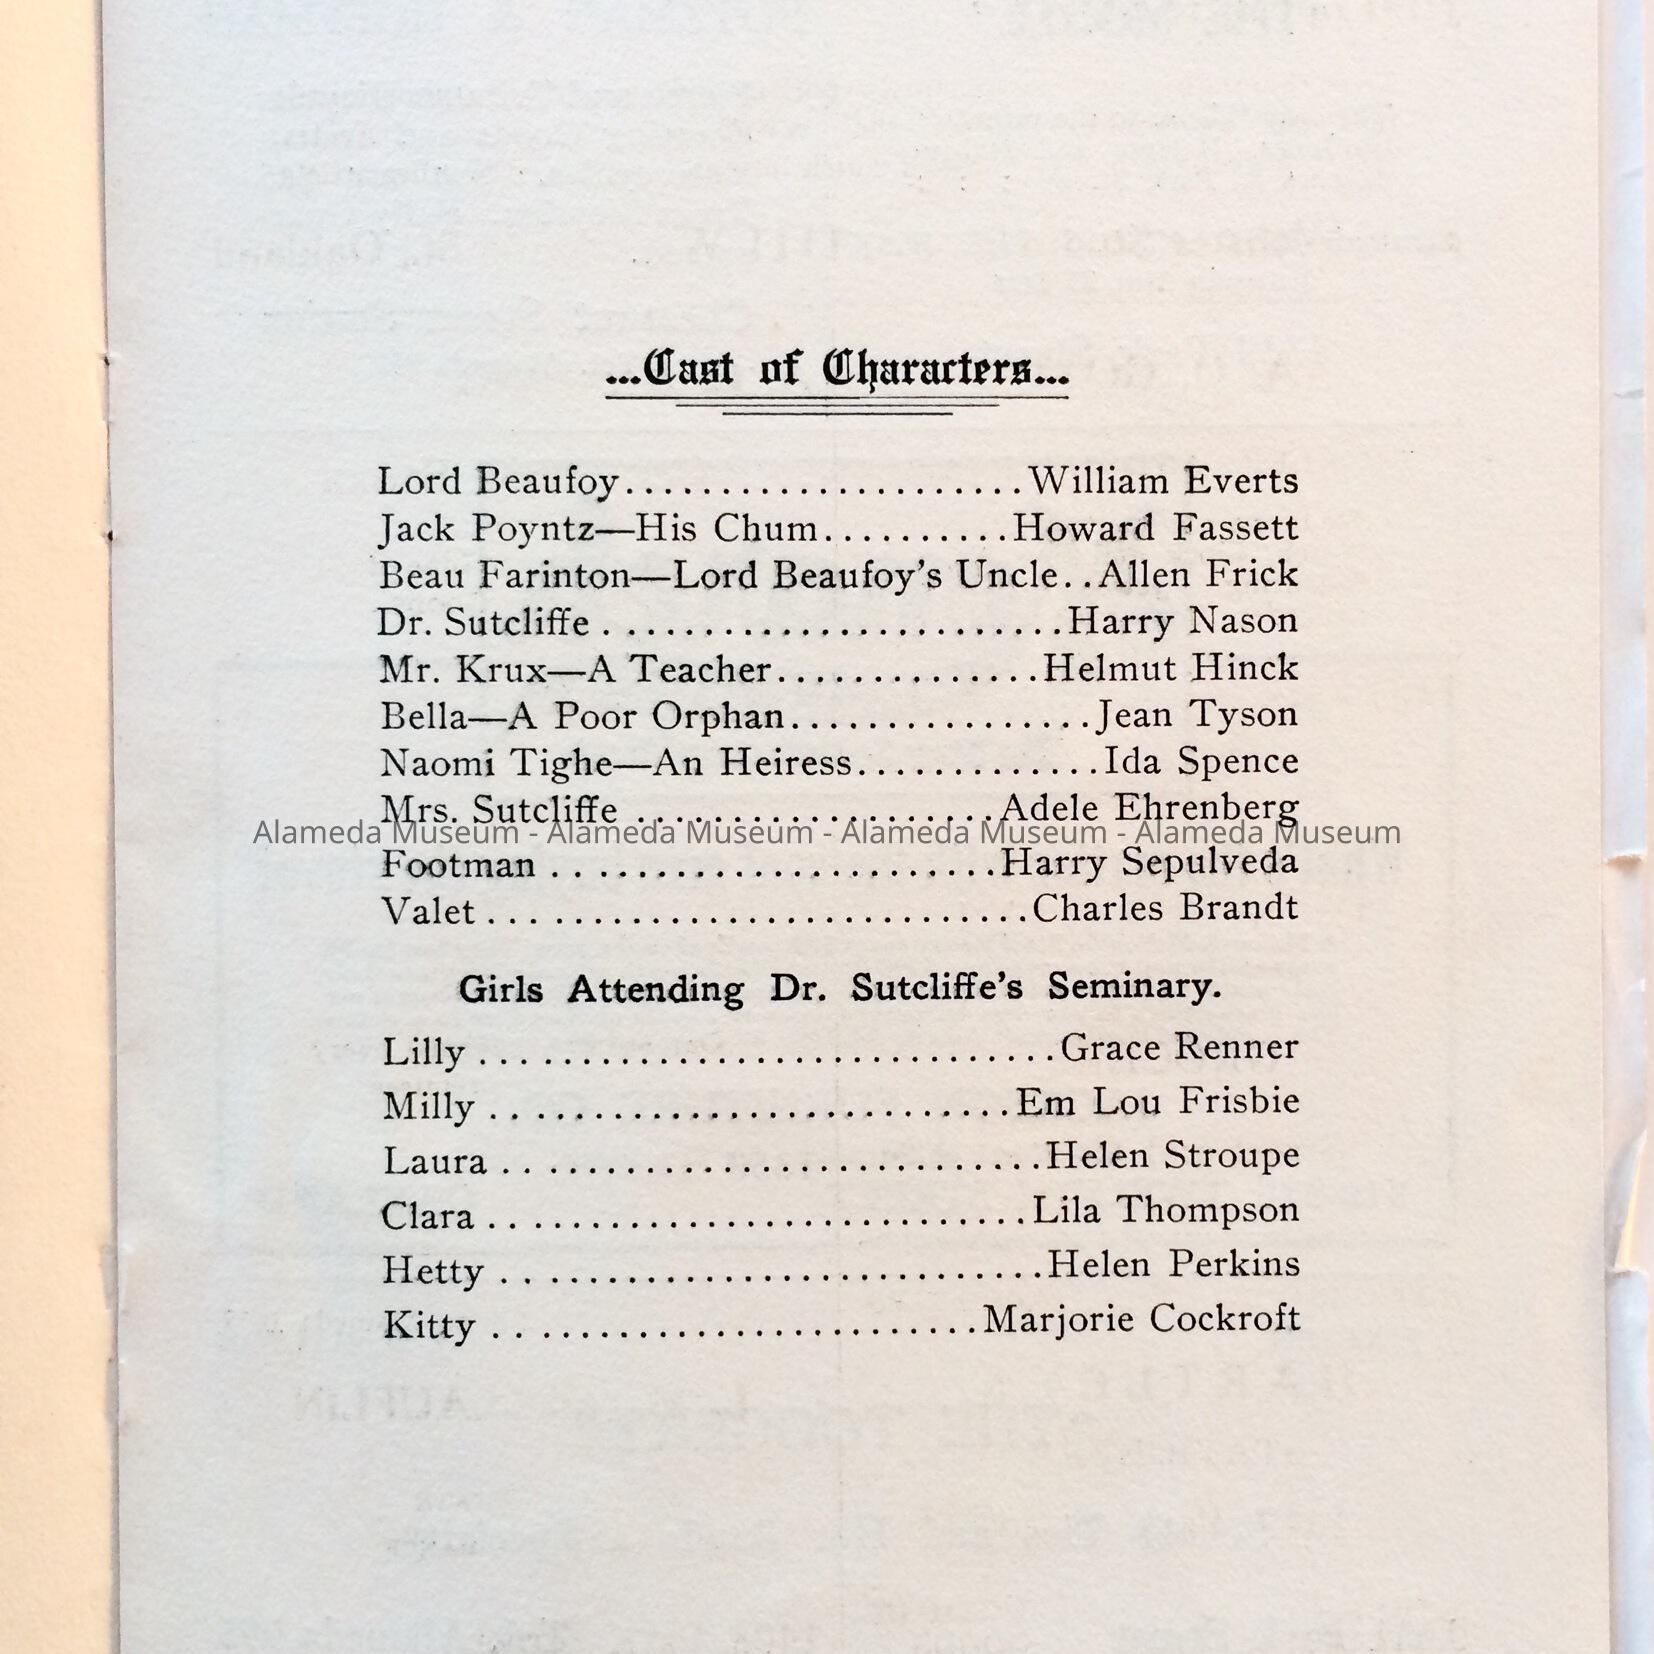 ...Cast of Characters...
Lord Beaufoy.....................William Everts
Jack Poyntz—His Chum..........Howard Fassett
Beau Farinton—Lord Beaufoy's Uncle..Allen Frick
Dr. Sutcliffe ........................Harry Nason
Mr. Krux—A Teacher..............Helmut Hinck
Bella—A Poor Orphan................Jean Tyson
Naomi Tighe—An Heiress.............Ida Spence
Mrs. Sutcliffe ...................Adele Ehrenberg
Alameda Museum - Alameda Museum - Alameda Museum - Alameda Museum
Footman ........................Harry Sepulveda
Valet ............................Charles Brandt
Girls Attending Dr. Sutcliffe's Seminary.
Lilly ..............................Grace Renner
Milly ...........................Em Lou Frisbie
Laura ............................Helen Stroupe
Clara ............................Lila Thompson
Hetty ............................Helen Perkins
Kitty .........................Marjorie Cockroft